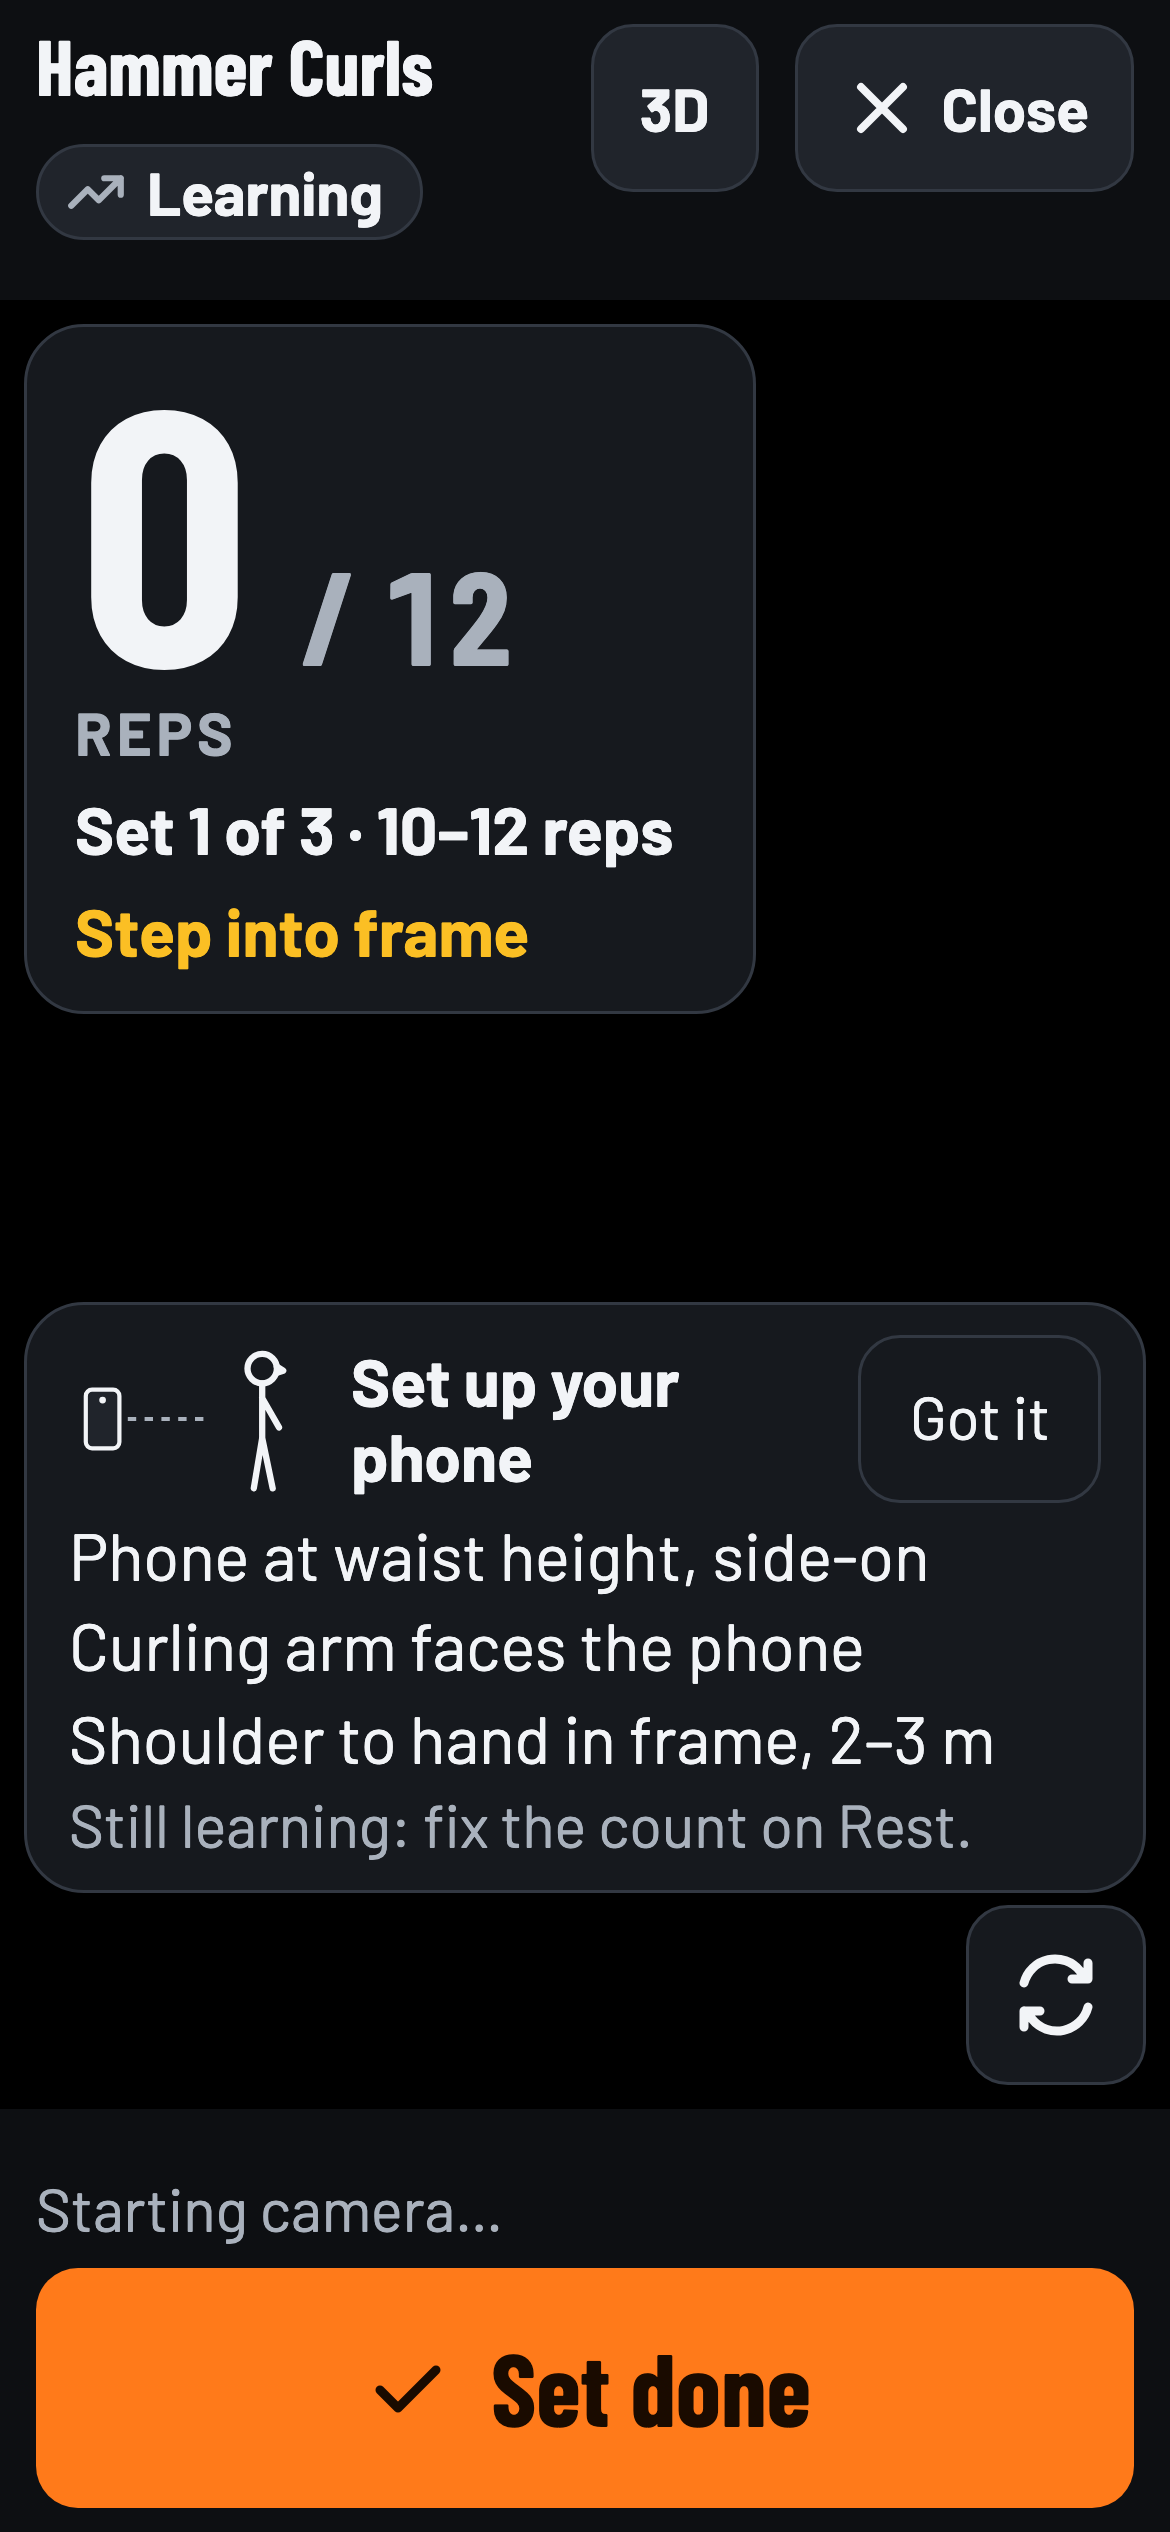 Hammer Curls
3D
Close
Learning
0 / 12
REPS
Set 1 of 3 · 10–12 reps
Step into frame
Set up your
phone
Got it
Phone at waist height, side-on
Curling arm faces the phone
Shoulder to hand in frame, 2–3 m
Still learning: fix the count on Rest.
Starting camera...
Set done